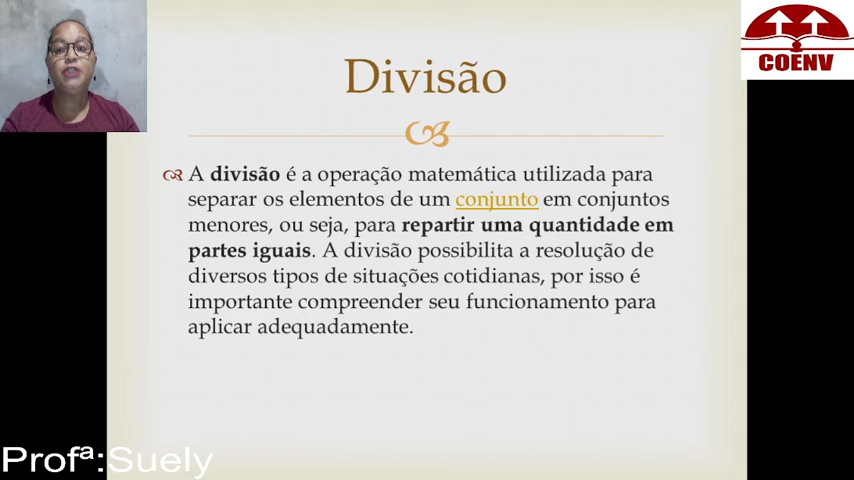 COENV
Divisão
A divisão é a operação matemática utilizada para
separar os elementos de um conjunto em conjuntos
menores, ou seja, para repartir uma quantidade em
partes iguais. A divisão possibilita a resolução de
diversos tipos de situações cotidianas, por isso é
importante compreender seu funcionamento para
aplicar adequadamente.
Profª:Suely